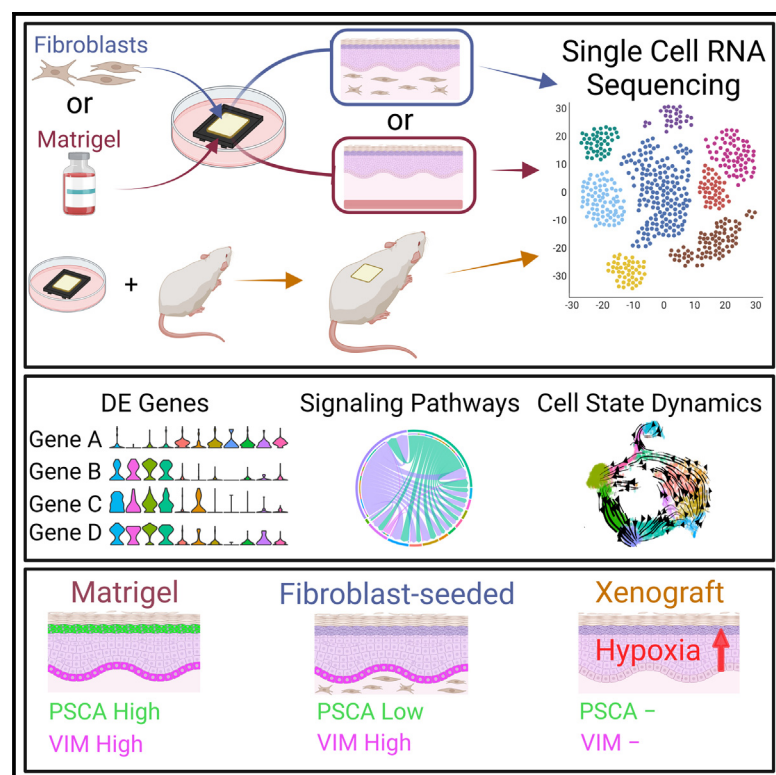 Fibroblasts
or
Matrigel
or
+
Single Cell RNA
Sequencing
30
20
10
0
-10
20
-30
-30 -20 -10 0 10 20 30
DE Genes
Gene A
Gene B
Gene C
Gene D
Signaling Pathways
Cell State Dynamics
Matrigel
PSCA High
VIM High
Fibroblast-seeded
PSCA Low
VIM High
Xenograft
Hypoxia
PSCA −
VIM −